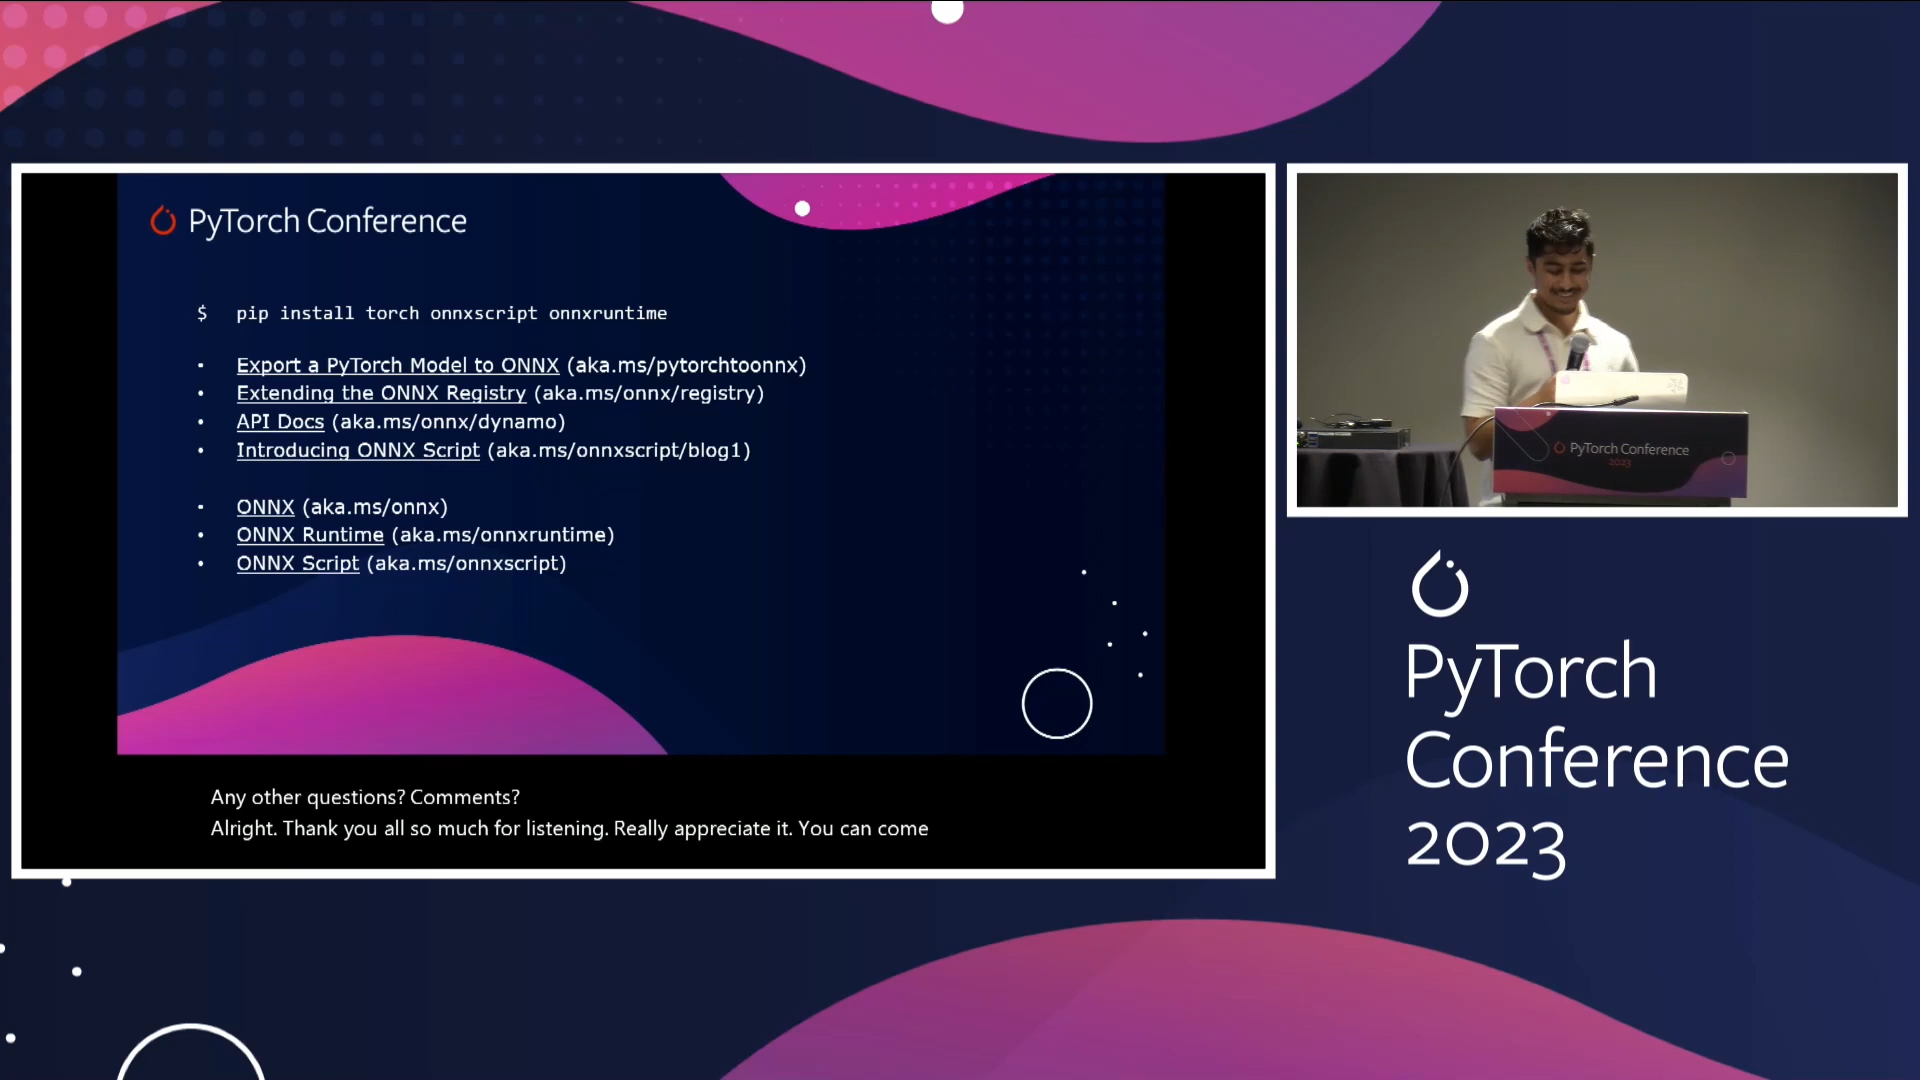 PyTorch Conference
$ pip install torch onnxscript onnxruntime
• Export a PyTorch Model to ONNX (aka.ms/pytorchtoonnx)
• Extending the ONNX Registry (aka.ms/onnx/registry)
• API Docs (aka.ms/onnx/dynamo)
• Introducing ONNX Script (aka.ms/onnxscript/blog1)
• ONNX (aka.ms/onnx)
• ONNX Runtime (aka.ms/onnxruntime)
• ONNX Script (aka.ms/onnxscript)
Any other questions? Comments?
Alright. Thank you all so much for listening. Really appreciate it. You can come
PyTorch Conference
2023
PyTorch
Conference
2023